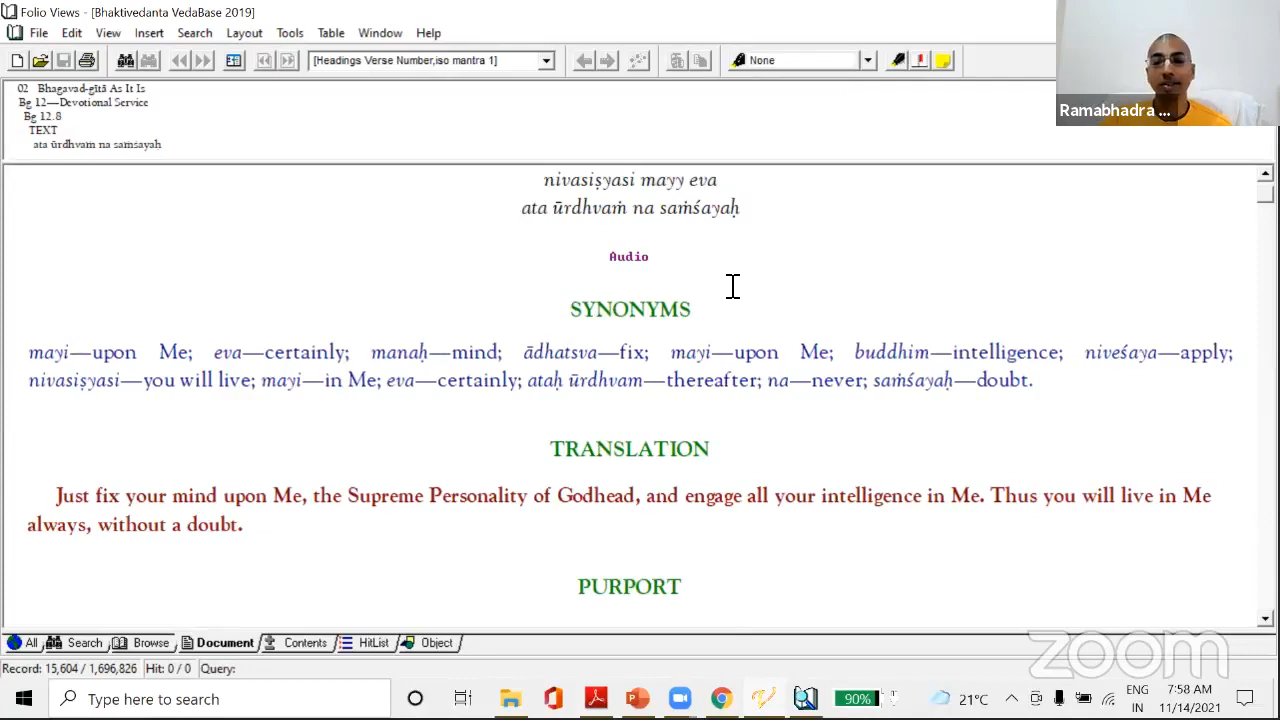 Folio Views - [Bhaktivedanta VedaBase 2019]
File Edit View Insert Search Layout Tools Table Window Help
[Headings Verse Number,iso mantra 1] None
02 Bhagavad-gītā As It Is
Bg 12—Devotional Service
Bg 12.8
TEXT
ata ūrdhvaṁ na saṁśayaḥ
Ramabhadra ...
nivasiṣyasi mayy eva
ata ūrdhvaṁ na saṁśayaḥ
Audio
SYNONYMS
mayi—upon Me; eva—certainly; manaḥ—mind; ādhatsva—fix; mayi—upon Me; buddhim—intelligence; niveśaya—apply;
nivasiṣyasi—you will live; mayi—in Me; eva—certainly; ataḥ ūrdhvam—thereafter; na—never; saṁśayaḥ—doubt.
TRANSLATION
Just fix your mind upon Me, the Supreme Personality of Godhead, and engage all your intelligence in Me. Thus you will live in Me
always, without a doubt.
PURPORT
All Search Browse Document Contents HitList Object
Record: 15,604 / 1,696,826 Hit: 0 / 0 Query:
zoom
Type here to search
90% 21°C ENG 7:58 AM
IN 11/14/2021